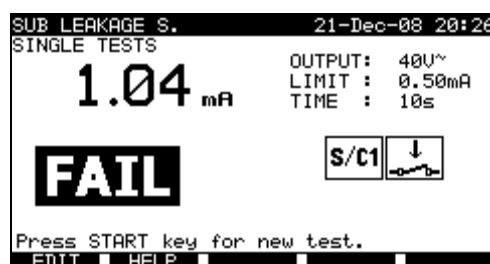 SUB LEAKAGE S. 21-Dec-08 20:26
SINGLE TESTS
OUTPUT: 40V~
1.04 mA LIMIT : 0.50mA
TIME : 10s
FAIL S/C1
Press START key for new test.
EDIT HELP